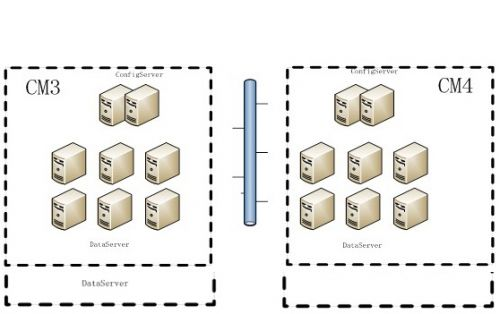 ConfigServer
CM3
DataServer
DataServer
ConfigServer
CM4
DataServer